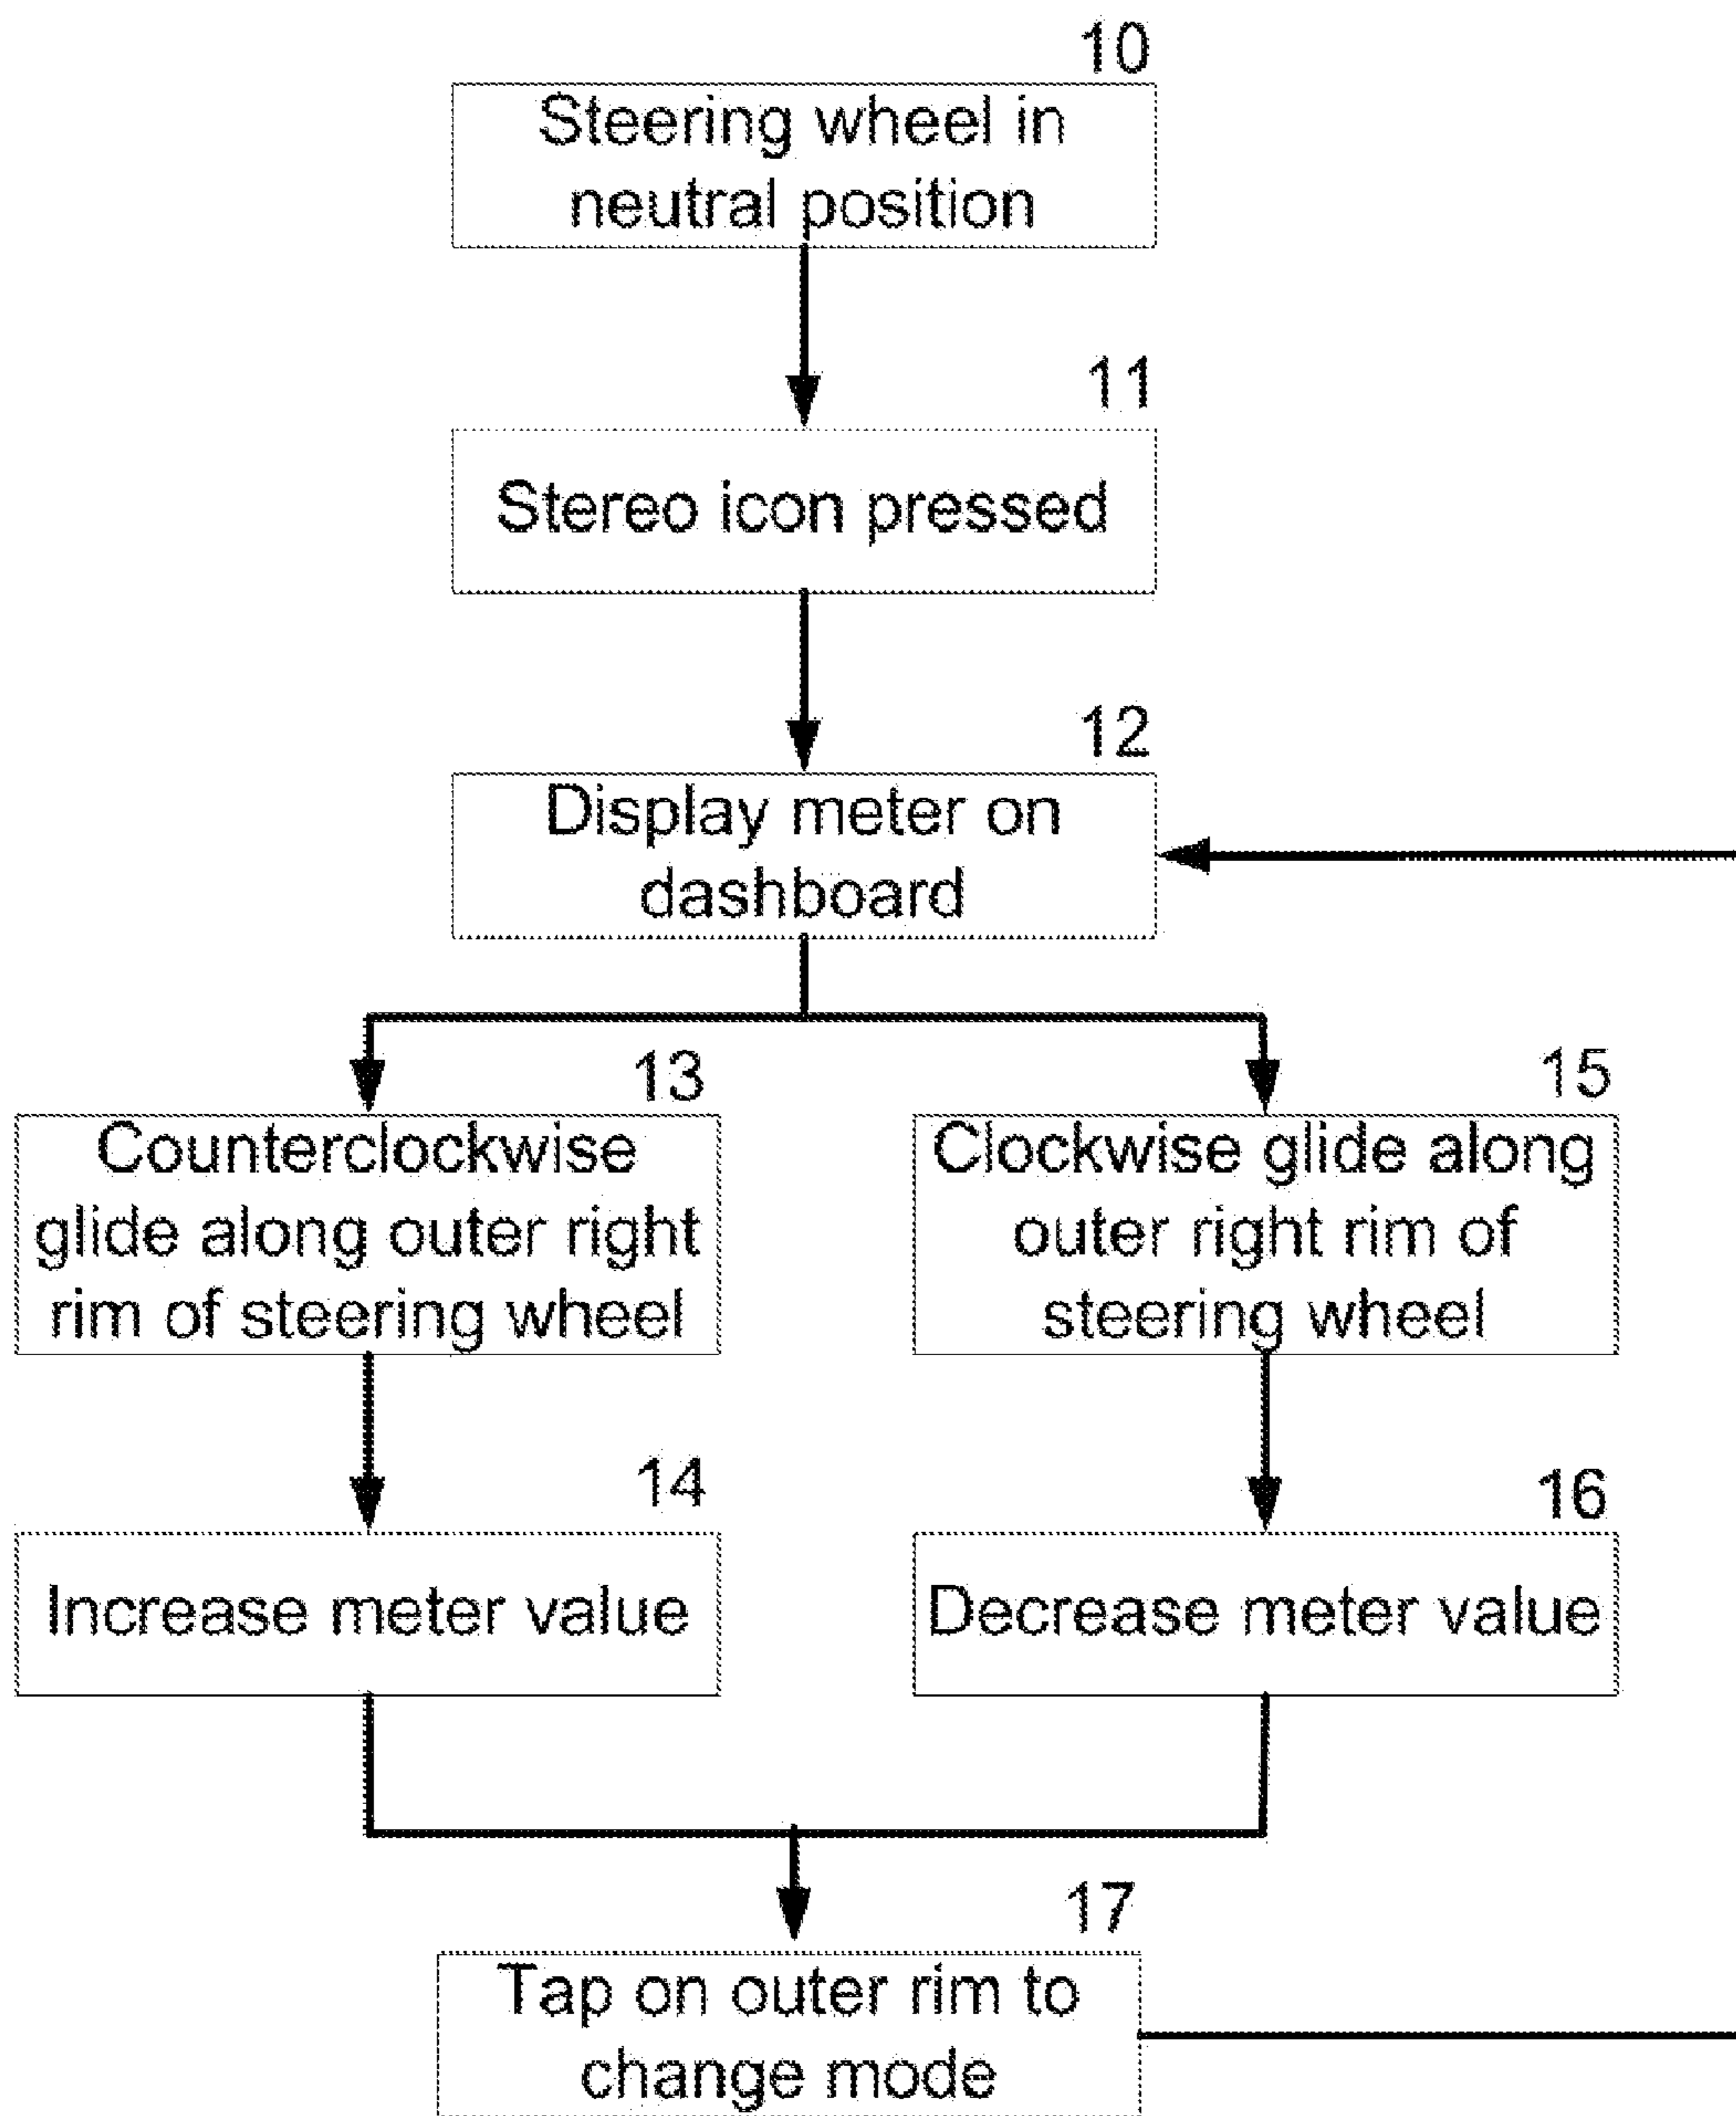 10
Steering wheel in
neutral position
11
Stereo icon pressed
12
Display meter on
dashboard
13
Counterclockwise
glide along outer right
rim of steering wheel
15
Clockwise glide along
outer right rim of
steering wheel
14
Increase meter value
16
Decrease meter value
17
Tap on outer rim to
change mode